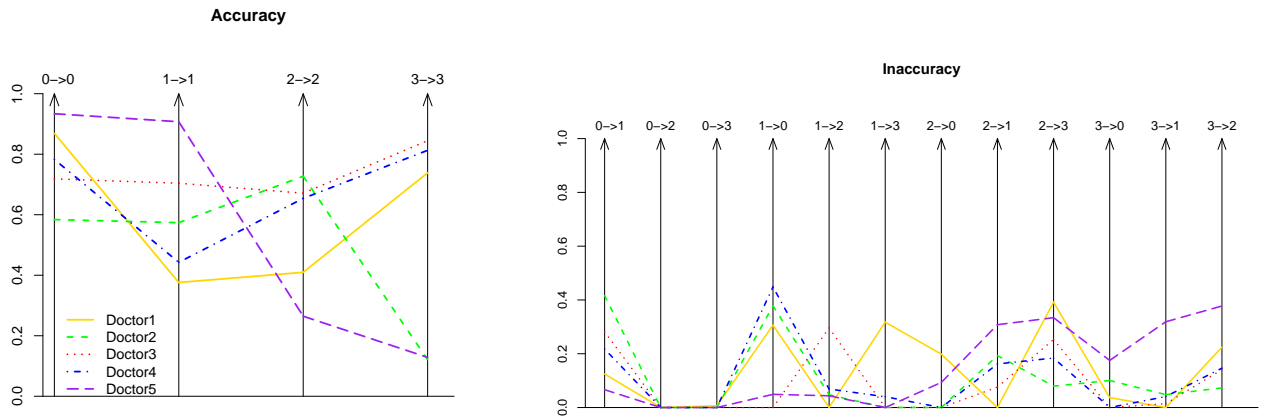 Accuracy
0–>0 1–>1 2–>2 3–>3
1.0
0.8
0.6
0.4
0.2
0.0
Doctor1
Doctor2
Doctor3
Doctor4
Doctor5
Inaccuracy
0–>1 0–>2 0–>3 1–>0 1–>2 1–>3 2–>0 2–>1 2–>3 3–>0 3–>1 3–>2
1.0
0.8
0.6
0.4
0.2
0.0